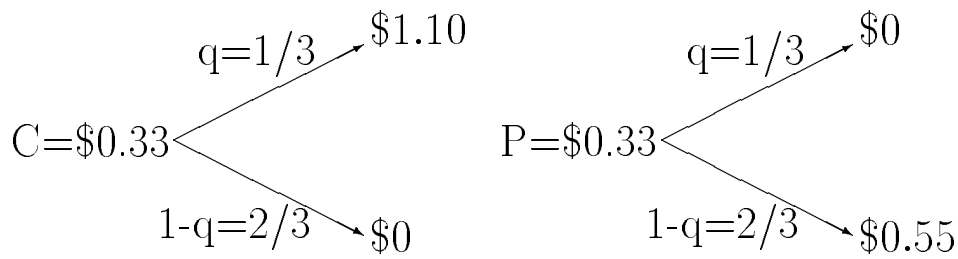 $1.10
q=1/3
C=$0.33
1-q=2/3
$0
$0
q=1/3
P=$0.33
1-q=2/3
$0.55